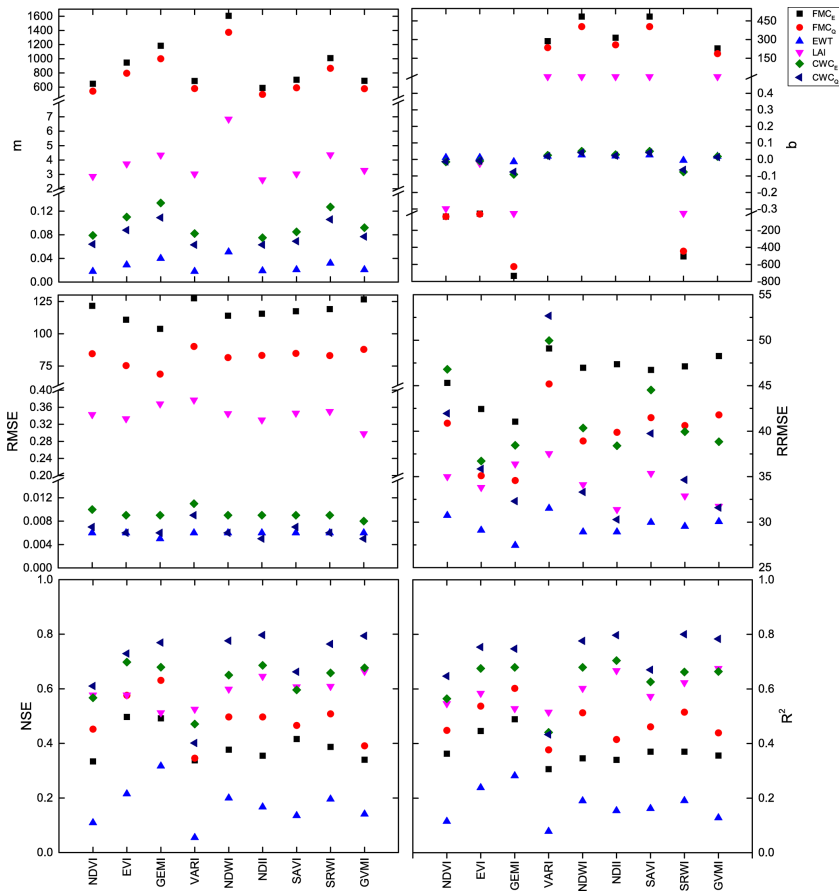 1600
1400
1200
1000
800
600
7
6
5
4
3
2
0.12
0.08
0.04
0.00
m
450
300
150
0.4
0.3
0.2
0.1
0.0
-0.1
-0.2
-0.3
-200
-400
-600
-800
b
FMC_E
FMC_Q
EWT
LAI
CWC_E
CWC_Q
125
100
75
0.40
0.36
0.32
0.28
0.24
0.20
0.012
0.008
0.004
0.000
RMSE
55
50
45
40
35
30
25
RRMSE
1.0
0.8
0.6
0.4
0.2
0.0
NSE
NDVI
EVI
GEMI
VARI
NDWI
NDII
SAVI
SRWI
GVMI
1.0
0.8
0.6
0.4
0.2
0.0
R²
NDVI
EVI
GEMI
VARI
NDWI
NDII
SAVI
SRWI
GVMI